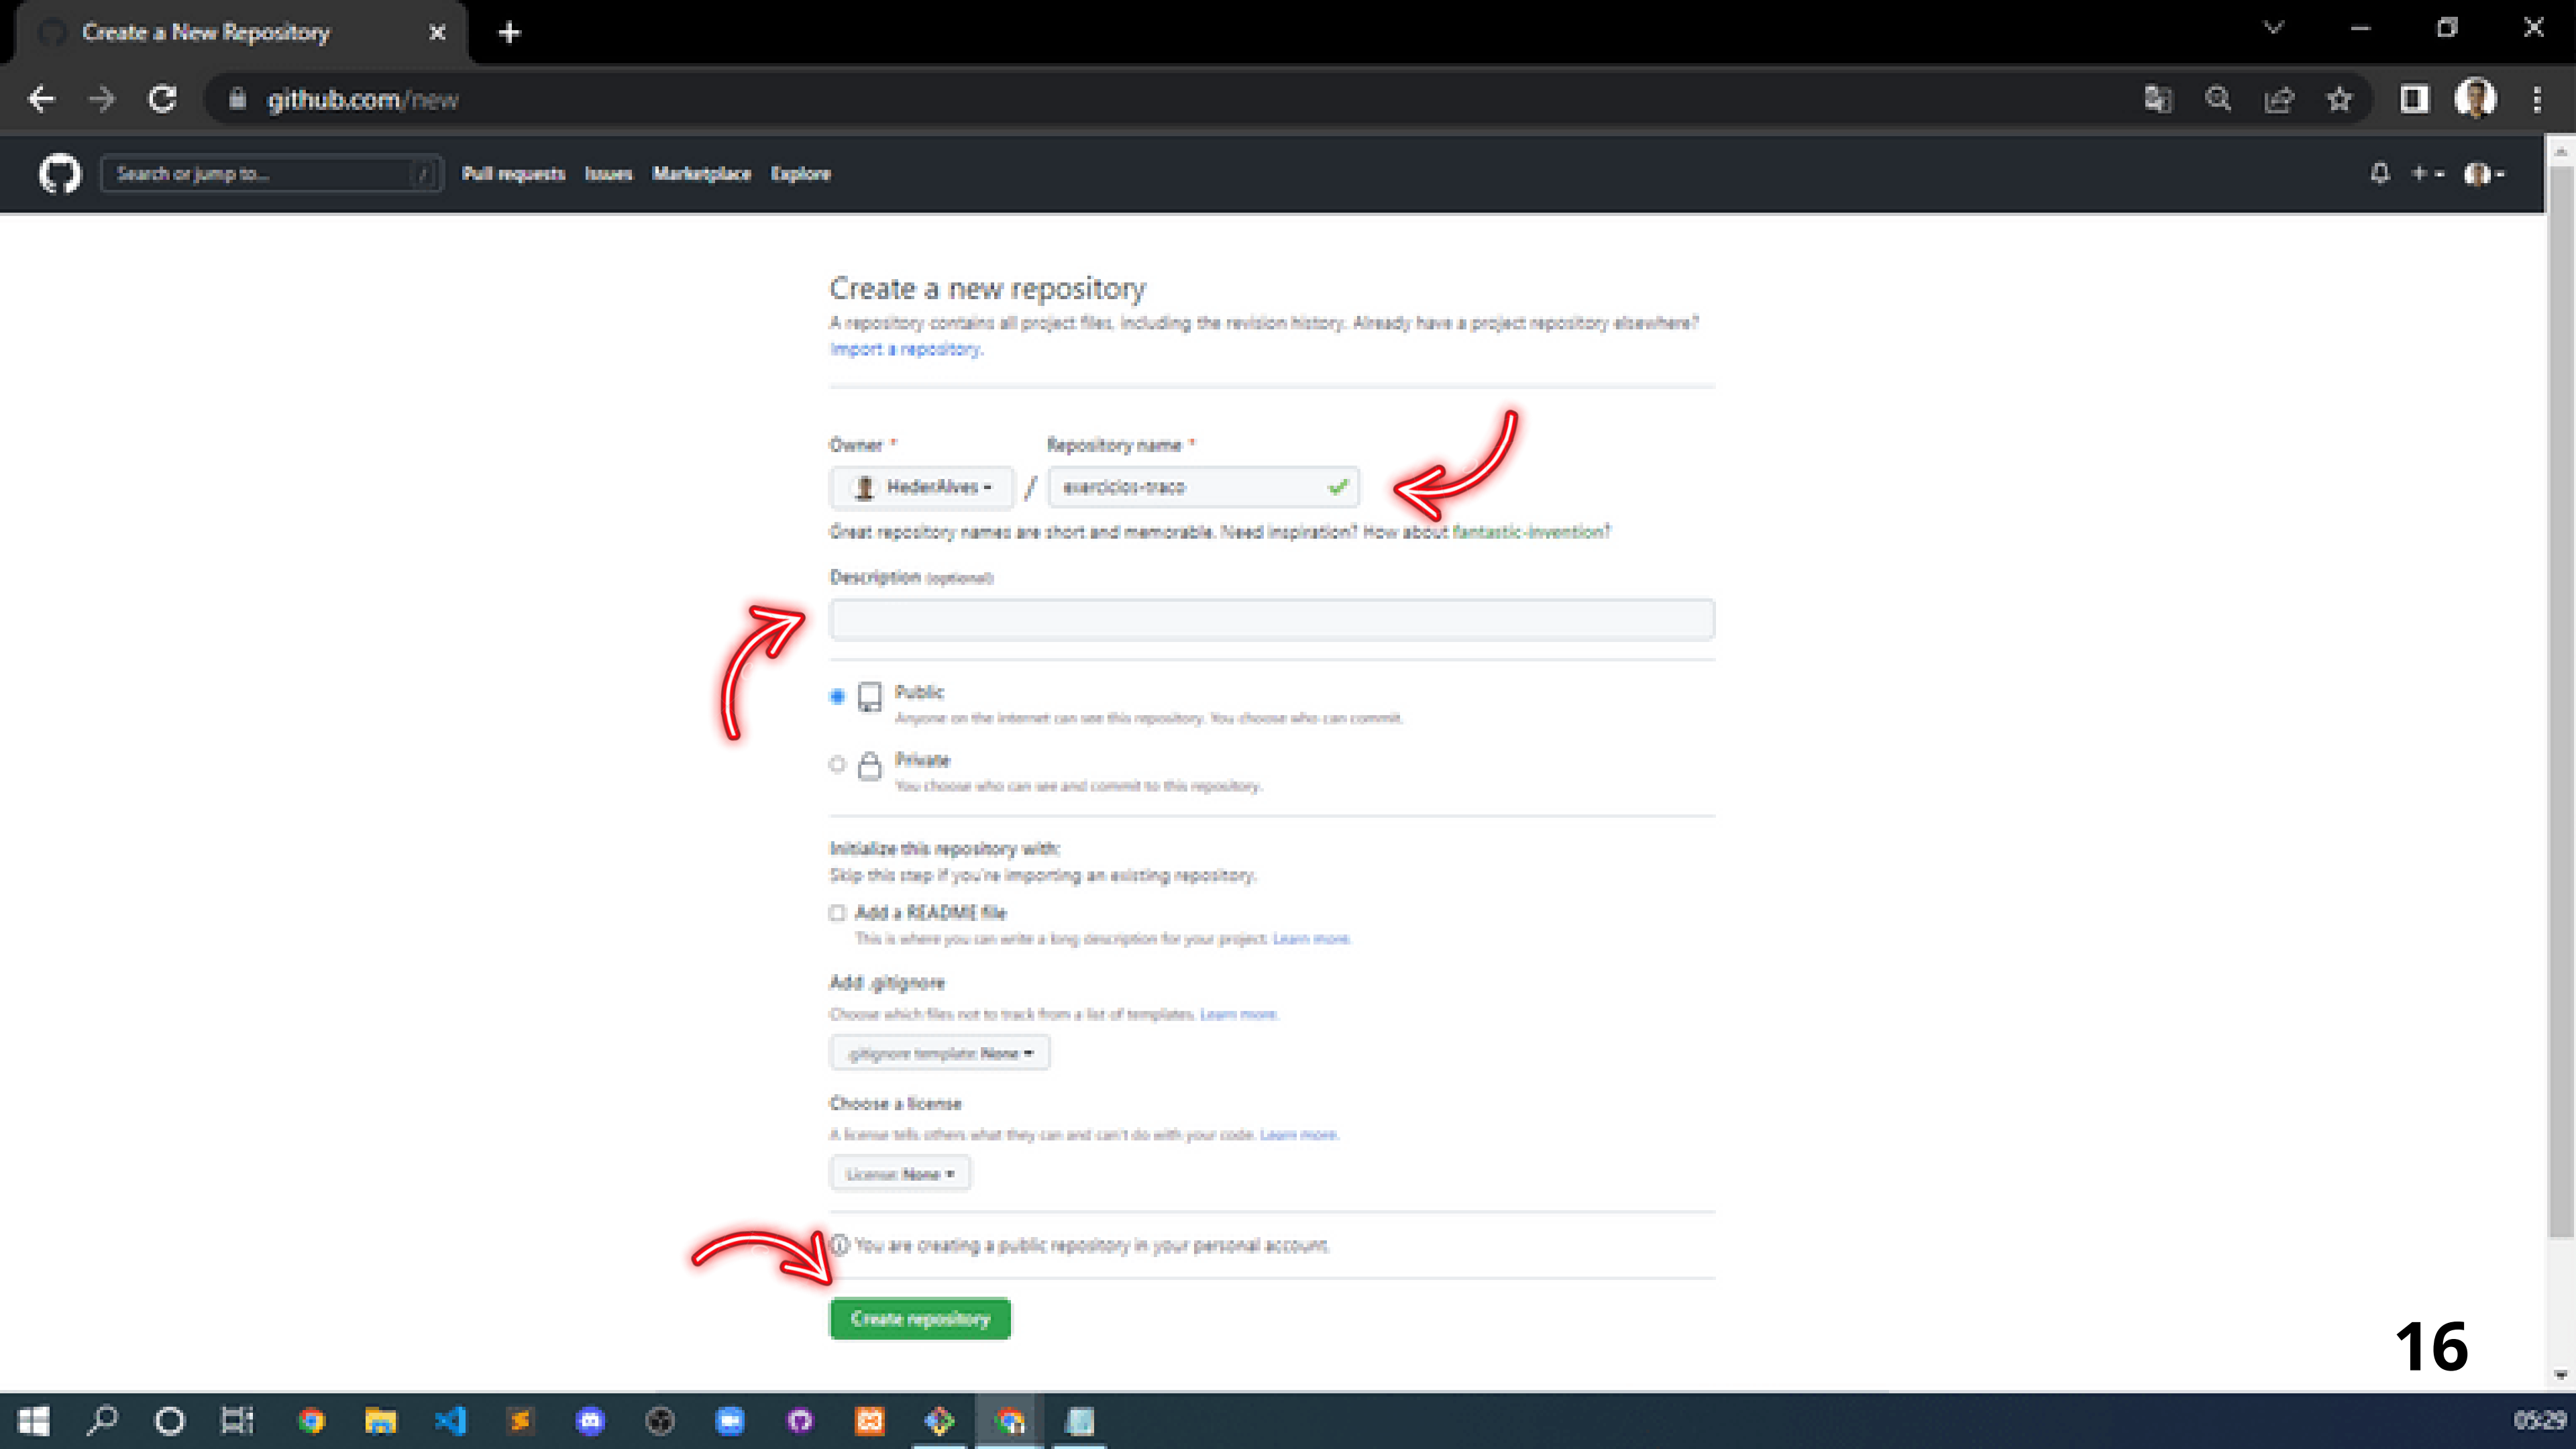 Create a New Repository
github.com/new
Search or jump to... /
Pull requests Issues Marketplace Explore
Create a new repository
A repository contains all project files, including the revision history. Already have a project repository elsewhere?
Import a repository.
Owner *
Repository name *
HederAlves / exercicios-traco
Great repository names are short and memorable. Need inspiration? How about fantastic-invention?
Description (optional)
Public
Anyone on the internet can see this repository. You choose who can commit.
Private
You choose who can see and commit to this repository.
Initialize this repository with:
Skip this step if you're importing an existing repository.
Add a README file
This is where you can write a long description for your project. Learn more.
Add .gitignore
Choose which files not to track from a list of templates. Learn more.
.gitignore template: None
Choose a license
A license tells others what they can and can't do with your code. Learn more.
License: None
You are creating a public repository in your personal account.
Create repository
16
05:29